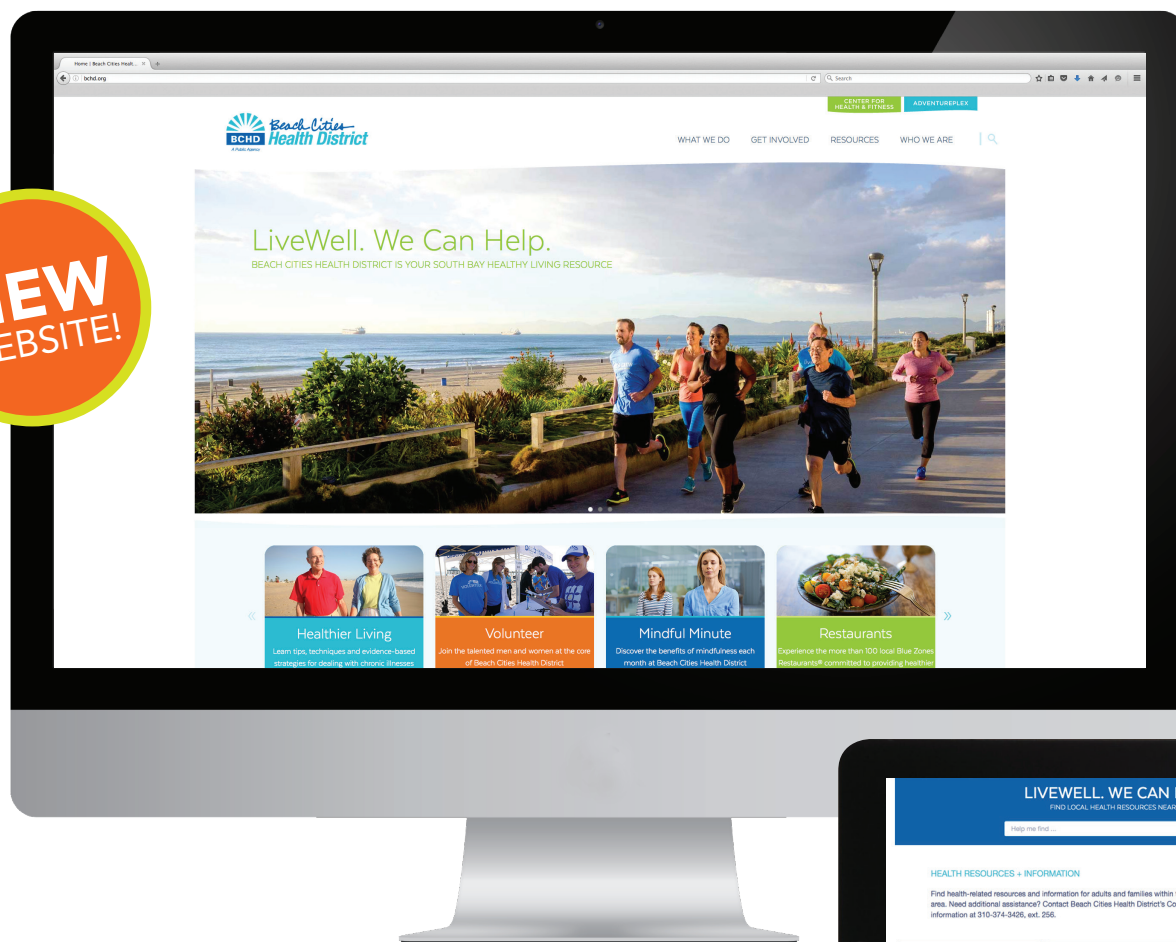 Home | Beach Cities Healt...
bchd.org
Search
CENTER FOR
HEALTH & FITNESS
ADVENTUREPLEX
Beach Cities
BCHD Health District
A Public Agency
WHAT WE DO GET INVOLVED RESOURCES WHO WE ARE
LiveWell. We Can Help.
BEACH CITIES HEALTH DISTRICT IS YOUR SOUTH BAY HEALTHY LIVING RESOURCE
EW
EBSITE!
Healthier Living
Learn tips, techniques and evidence-based
strategies for dealing with chronic illnesses
Volunteer
Join the talented men and women at the core
of Beach Cities Health District
Mindful Minute
Discover the benefits of mindfulness each
month at Beach Cities Health District
Restaurants
Experience the more than 100 local Blue Zones
Restaurants® committed to providing healthier
LIVEWELL. WE CAN
FIND LOCAL HEALTH RESOURCES NEAR
Help me find ...
HEALTH RESOURCES + INFORMATION
Find health-related resources and information for adults and families within
area. Need additional assistance? Contact Beach Cities Health District's Co
information at 310-374-3426, ext. 256.